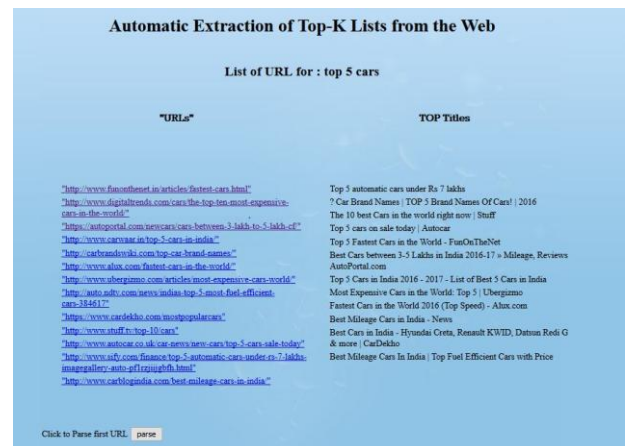 Automatic Extraction of Top-K Lists from the Web
List of URL for : top 5 cars
"URLs"
TOP Titles
"http://www.funonthenet.in/articles/fastest-cars.html"
"http://www.digitaltrends.com/cars/the-top-ten-most-expensive-
cars-in-the-world/"
"https://autoportal.com/newcars/cars-between-3-lakh-to-5-lakh-cf/"
"http://www.carwaar.in/top-5-cars-in-india/"
"http://carbrandswiki.com/top-car-brand-names/"
"http://www.alux.com/fastest-cars-in-the-world/"
"http://www.ubergizmo.com/articles/most-expensive-cars-world/"
"http://auto.ndtv.com/news/indias-top-5-most-fuel-efficient-
cars-384617"
"https://www.cardekho.com/mostpopularcars"
"http://www.stuff.tv/top-10/cars"
"http://www.autocar.co.uk/car-news/new-cars/top-5-cars-sale-today"
"http://www.sify.com/finance/top-5-automatic-cars-under-rs-7-lakhs-
"http://www.carblogindia.com/best-mileage-cars-in-india/"
Top 5 automatic cars under Rs 7 lakhs
? Car Brand Names | TOP 5 Brand Names Of Cars! | 2016
The 10 best Cars in the world right now | Stuff
Top 5 cars on sale today | Autocar
Top 5 Fastest Cars in the World - FunOnTheNet
Best Cars between 3-5 Lakhs in India 2016-17 » Mileage, Reviews
AutoPortal.com
Top 5 Cars in India 2016 - 2017 - List of Best 5 Cars in India
Most Expensive Cars in the World: Top 5 | Ubergizmo
Fastest Cars in the World 2016 (Top Speed) - Alux.com
Best Mileage Cars in India - News
Best Cars in India - Hyundai Creta, Renault KWID, Datsun Redi G
& more | CarDekho
Best Mileage Cars In India | Top Fuel Efficient Cars with Price
Click to Parse first URL parse